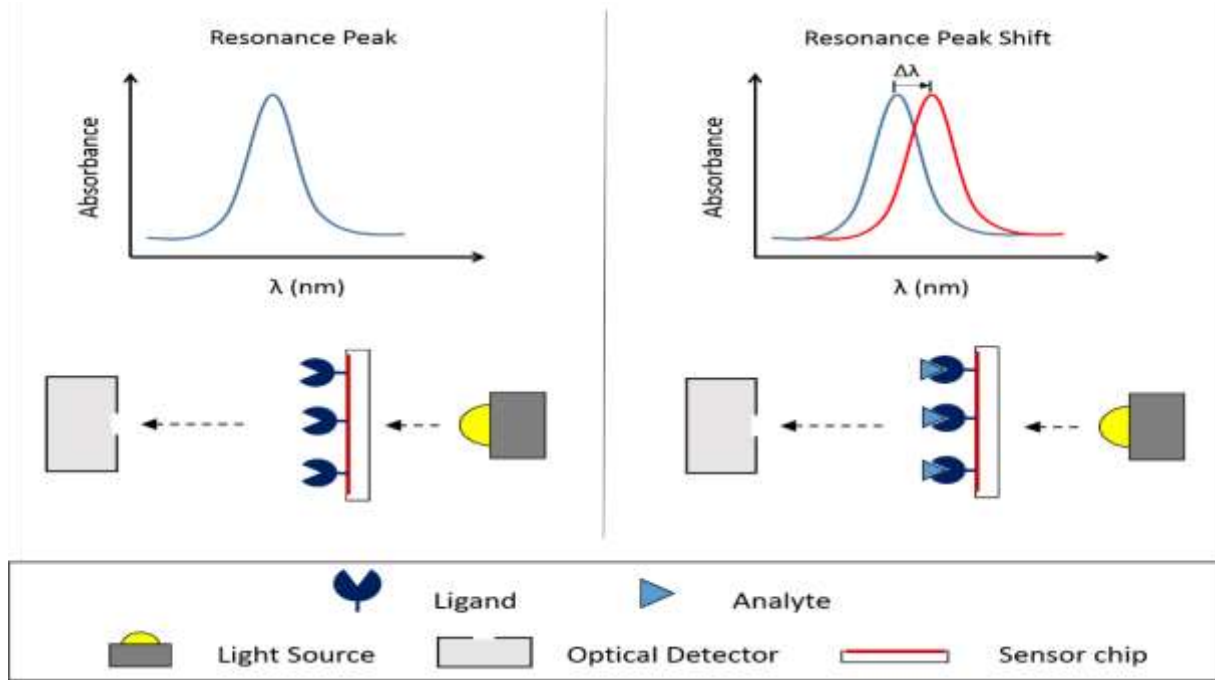 Resonance Peak
Absorbance
λ (nm)
Resonance Peak Shift
Δλ
Absorbance
λ (nm)
Ligand
Analyte
Light Source
Optical Detector
Sensor chip